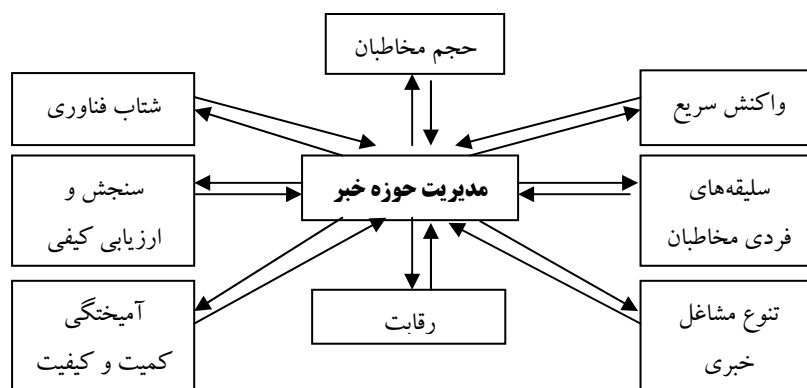 حجم مخاطبان
واکنش سریع
شتاب فناوری
مدیریت حوزه خبر
سلیقه‌های
فردی مخاطبان
سنجش و
ارزیابی کیفی
تنوع مشاغل
خبری
رقابت
آمیختگی
کمیت و کیفیت